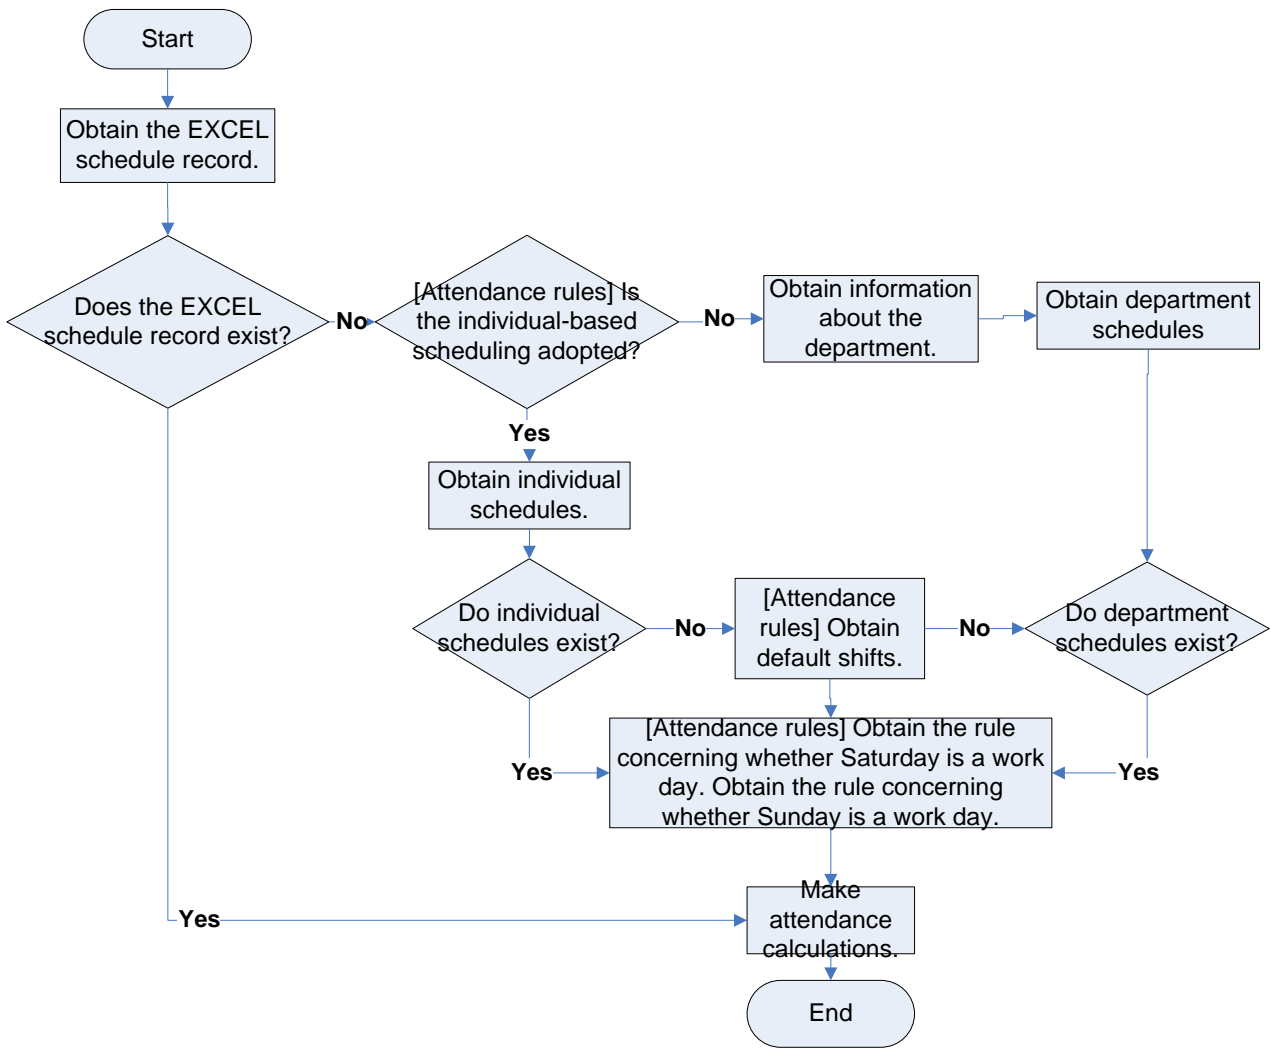 Start
Obtain the EXCEL
schedule record.
Does the EXCEL
schedule record exist?
No
[Attendance rules] Is
the individual-based
scheduling adopted?
No
Obtain information
about the
department.
Obtain department
schedules
Yes
Obtain individual
schedules.
Do individual
schedules exist?
No
[Attendance
rules] Obtain
default shifts.
No
Do department
schedules exist?
Yes
[Attendance rules] Obtain the rule
concerning whether Saturday is a work
day. Obtain the rule concerning
whether Sunday is a work day.
Yes
Yes
Make
attendance
calculations.
End